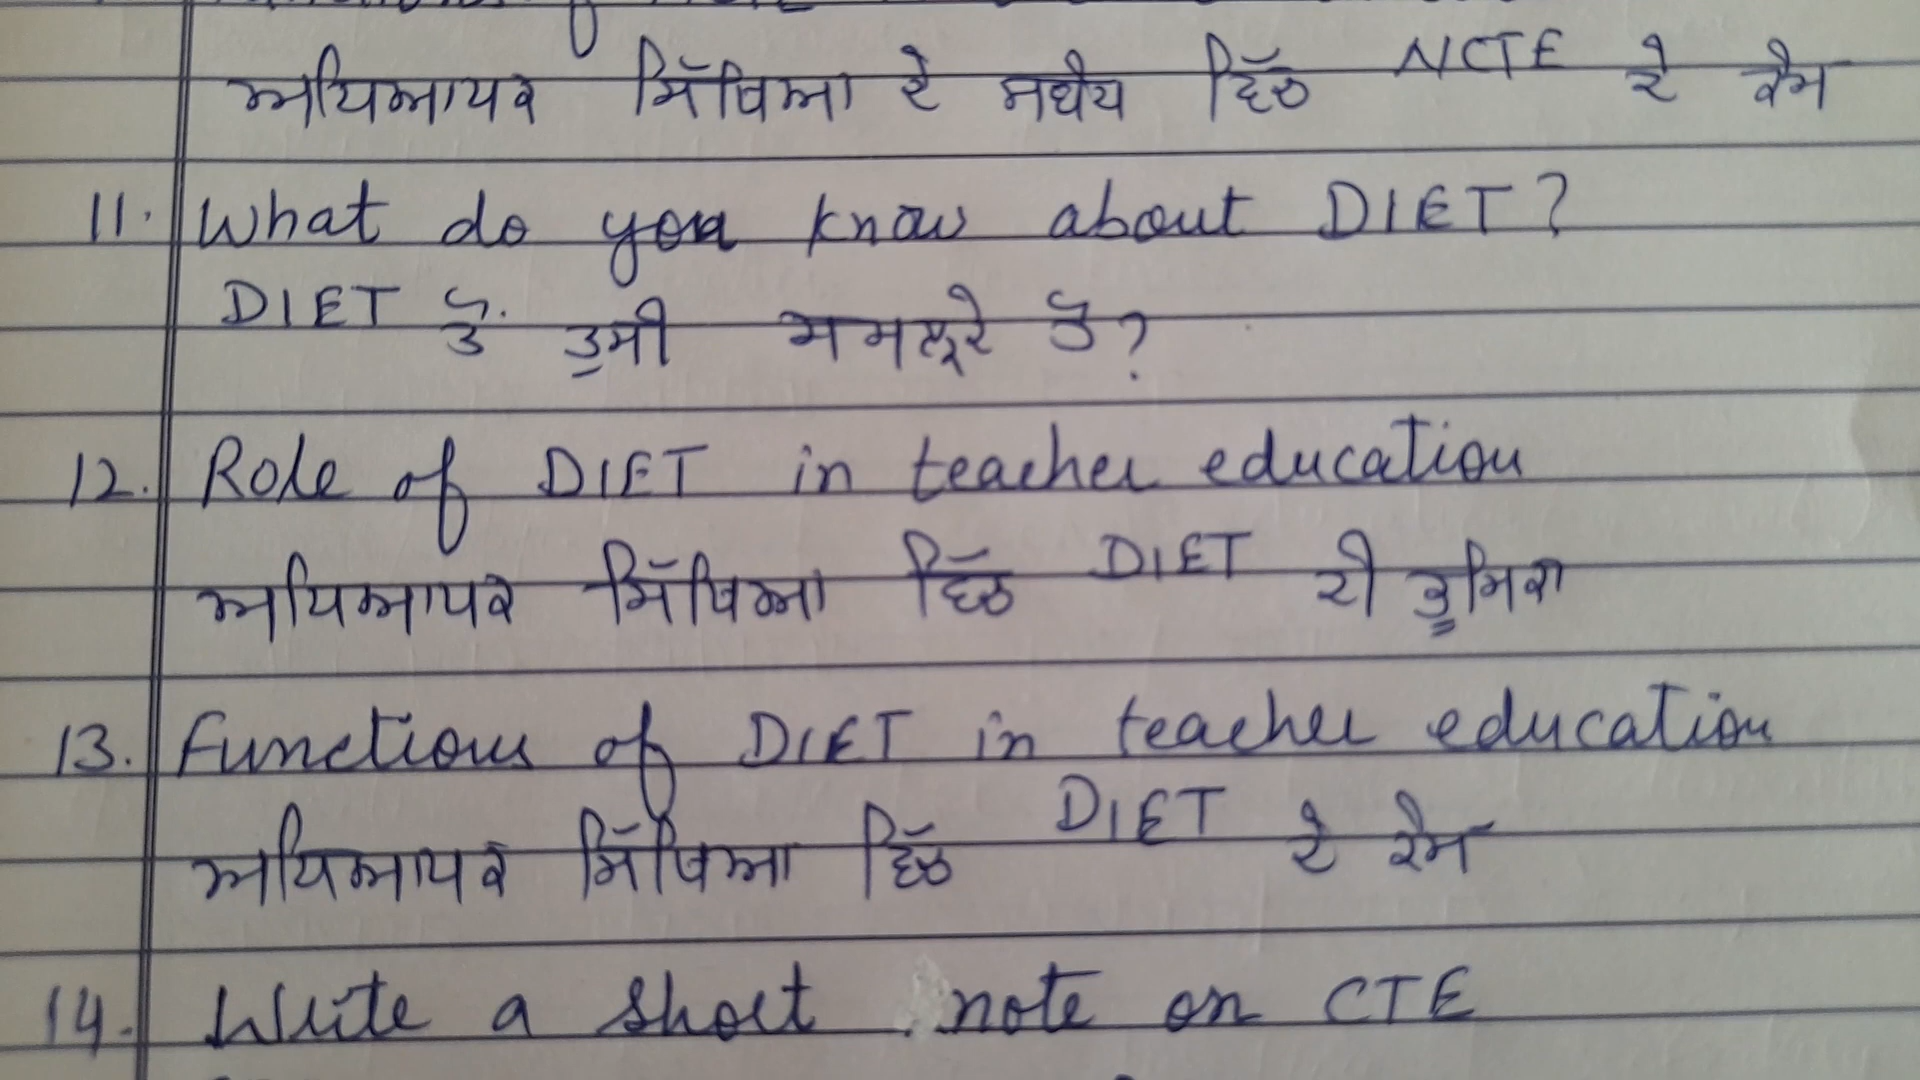 ਅਧਿਆਪਕ ਸਿੱਖਿਆ ਦੇ ਸਬੰਧ ਵਿੱਚ NCTE ਦੇ ਕੰਮ
11. What do you know about DIET?
DIET ਤੋਂ ਤੁਸੀ ਸਮਝਦੇ ਹੋ?
12. Role of DIET in teacher education
ਅਧਿਆਪਕ ਸਿੱਖਿਆ ਵਿੱਚ DIET ਦੀ ਭੂਮਿਕਾ
13. Functions of DIET in teacher education
ਅਧਿਆਪਕ ਸਿੱਖਿਆ ਵਿੱਚ DIET ਦੇ ਕੰਮ
14. Write a short note on CTE